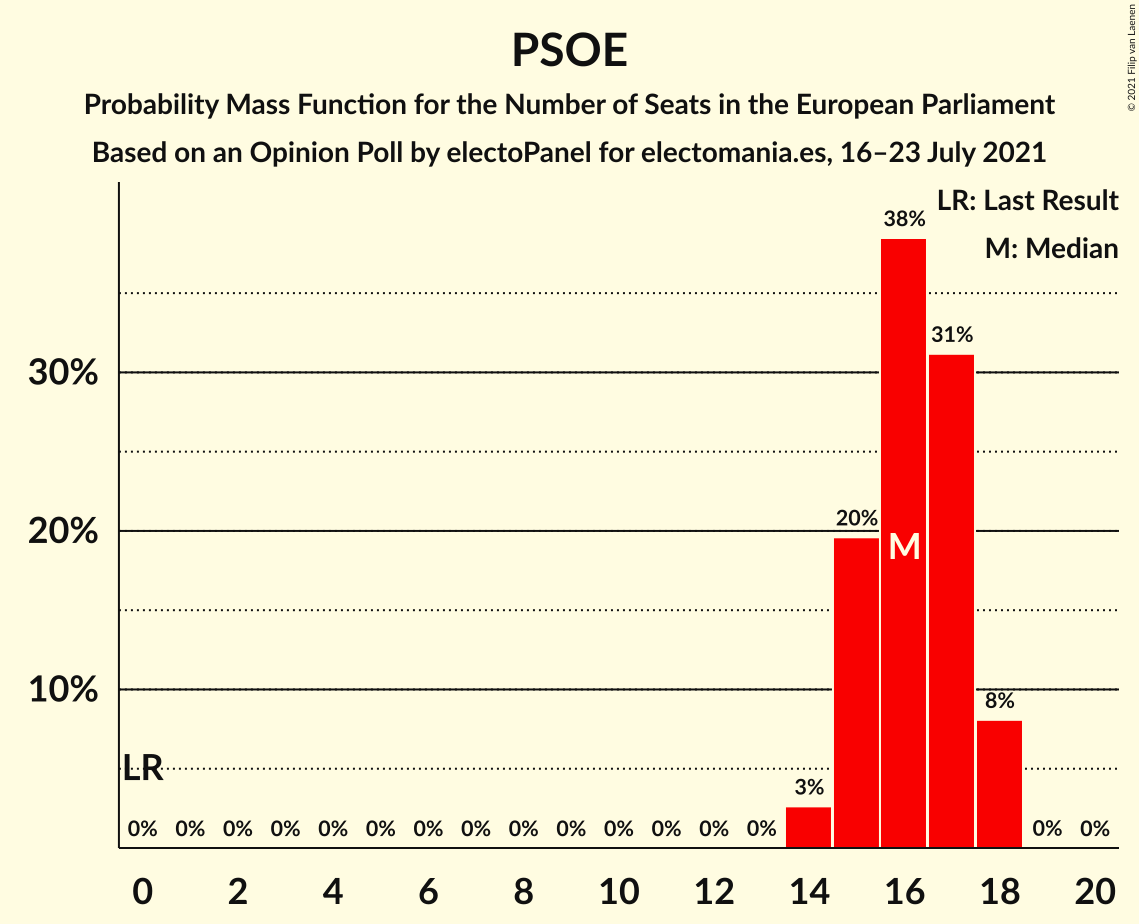 PSOE
Probability Mass Function for the Number of Seats in the European Parliament
Based on an Opinion Poll by electoPanel for electomania.es, 16–23 July 2021
© 2021 Filip van Laenen
LR: Last Result
M: Median
38%
31%
30%
20%
20%
M
10%
8%
LR
3%
0% 0% 0% 0% 0% 0% 0% 0% 0% 0% 0% 0% 0% 0% 0% 0%
0 2 4 6 8 10 12 14 16 18 20